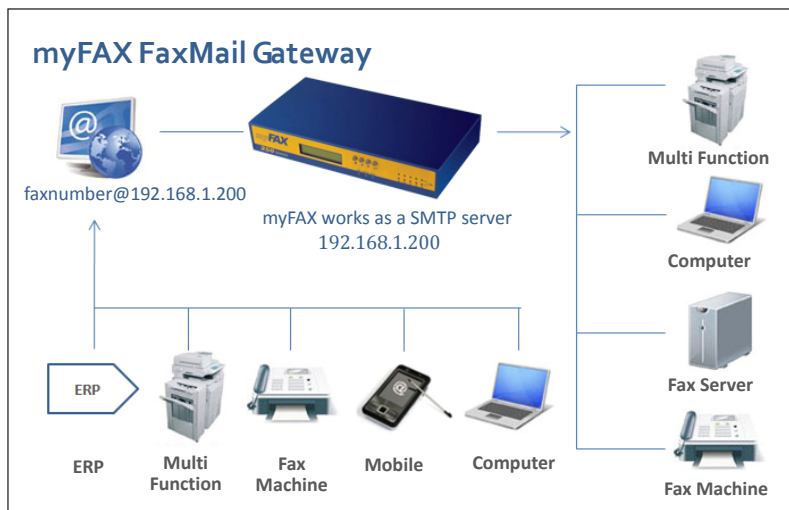 myFAX FaxMail Gateway
FAX
faxnumber@192.168.1.200
myFAX works as a SMTP server
192.168.1.200
Multi Function
Computer
Fax Server
Fax Machine
ERP
ERP
Multi
Function
Fax
Machine
Mobile
Computer